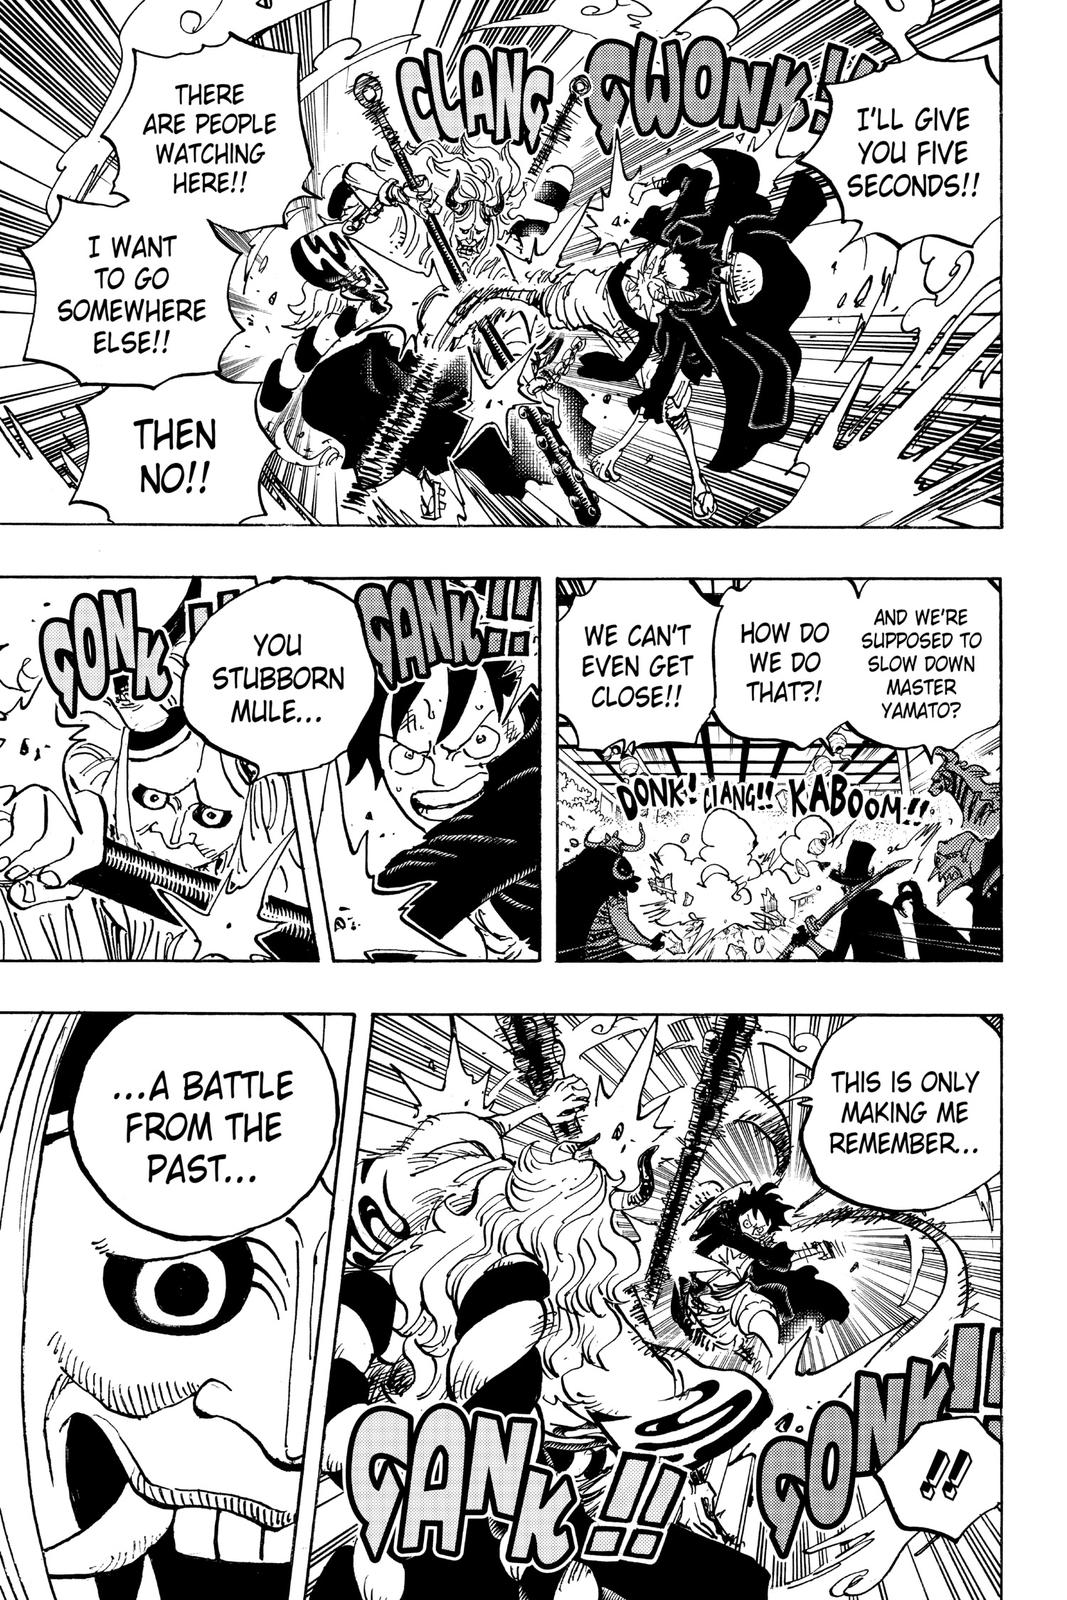 I'LL GIVE
YOU FIVE
SECONDS!!
GWONK!!
CLANG
THERE
ARE PEOPLE
WATCHING
HERE!!
I WANT
TO GO
SOMEWHERE
ELSE!!
THEN
NO!!
AND WE'RE
SUPPOSED TO
SLOW DOWN
MASTER
YAMATO?
HOW DO
WE DO
THAT?!
WE CAN'T
EVEN GET
CLOSE!!
DONK! CLANG!! KABOOM!!
GANK!!
YOU
STUBBORN
MULE...
GONK!!
THIS IS ONLY
MAKING ME
REMEMBER...
GONK!!
!!
GANK!!
...A BATTLE
FROM THE
PAST...